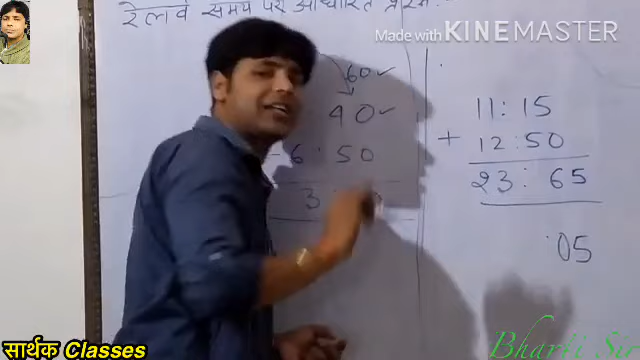 रेलवे समय पर आधारित प्रश्न:-
Made with KINEMASTER
60✓
40✓
- 6:50
3:
11:15
+ 12:50
23:65
:05
सार्थक Classes
Bharti Sir